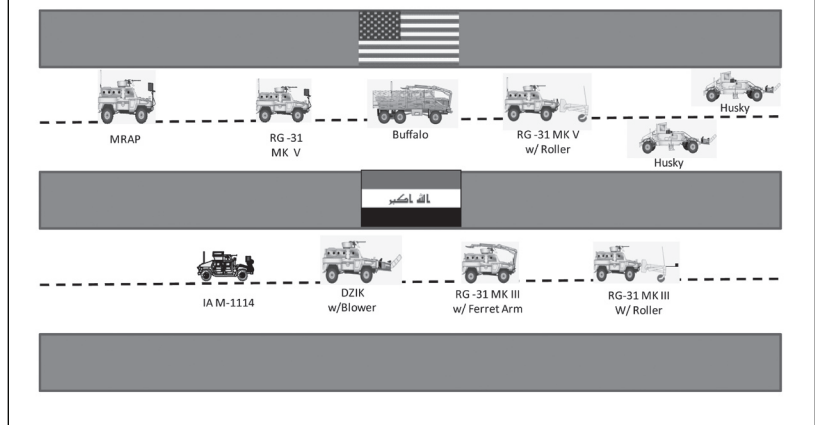 MRAP
RG -31
MK V
Buffalo
RG -31 MK V
w/ Roller
Husky
Husky
الله اكبر
IA M-1114
DZIK
w/Blower
RG -31 MK III
w/ Ferret Arm
RG-31 MK III
W/ Roller